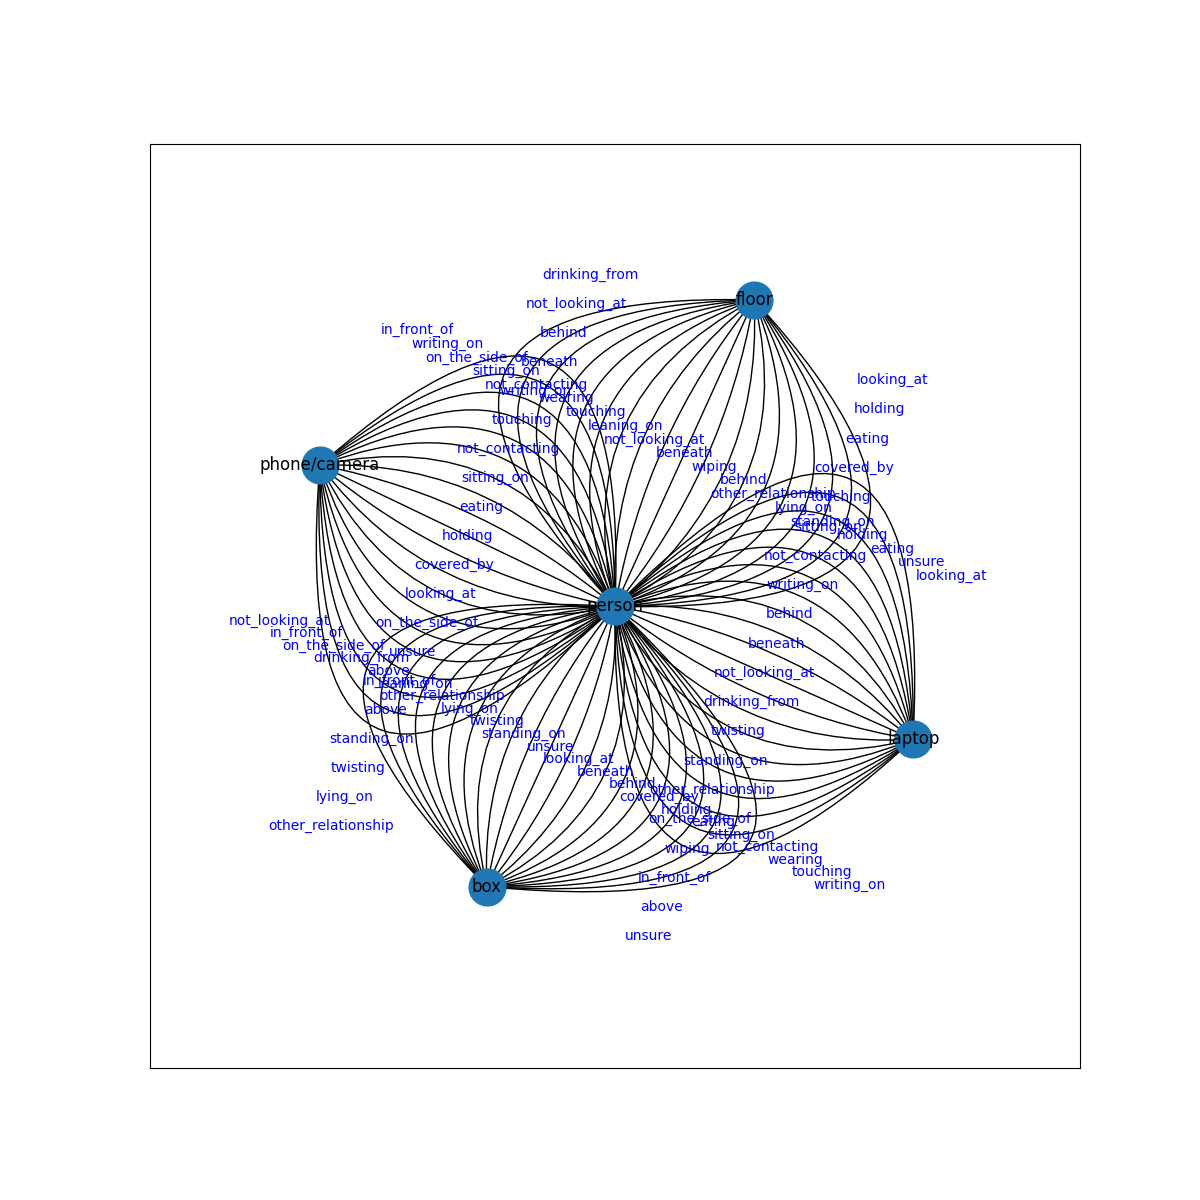 drinking_from
floor
not_looking_at
in_front_of
behind
writing_on
on_the_side_of
beneath
sitting_on
looking_at
not_contacting
writing_on
wearing
holding
touching
touching
leaning_on
eating
not_looking_at
not_contacting
beneath
phone/camera
wiping
covered_by
sitting_on
behind
other_relationship
touching
eating
lying_on
standing_on
sitting_on
holding
holding
eating
not_contacting
unsure
covered_by
looking_at
writing_on
looking_at
person
behind
not_looking_at
on_the_side_of
in_front_of
on_the_side_of
beneath
unsure
drinking_from
above
not_looking_at
in_front_of
leaning_on
other_relationship
drinking_from
above
lying_on
twisting
twisting
standing_on
standing_on
laptop
unsure
looking_at
standing_on
twisting
beneath
behind
other_relationship
lying_on
covered_by
holding
on_the_side_of
eating
other_relationship
sitting_on
not_contacting
wiping
wearing
touching
in_front_of
writing_on
box
above
unsure